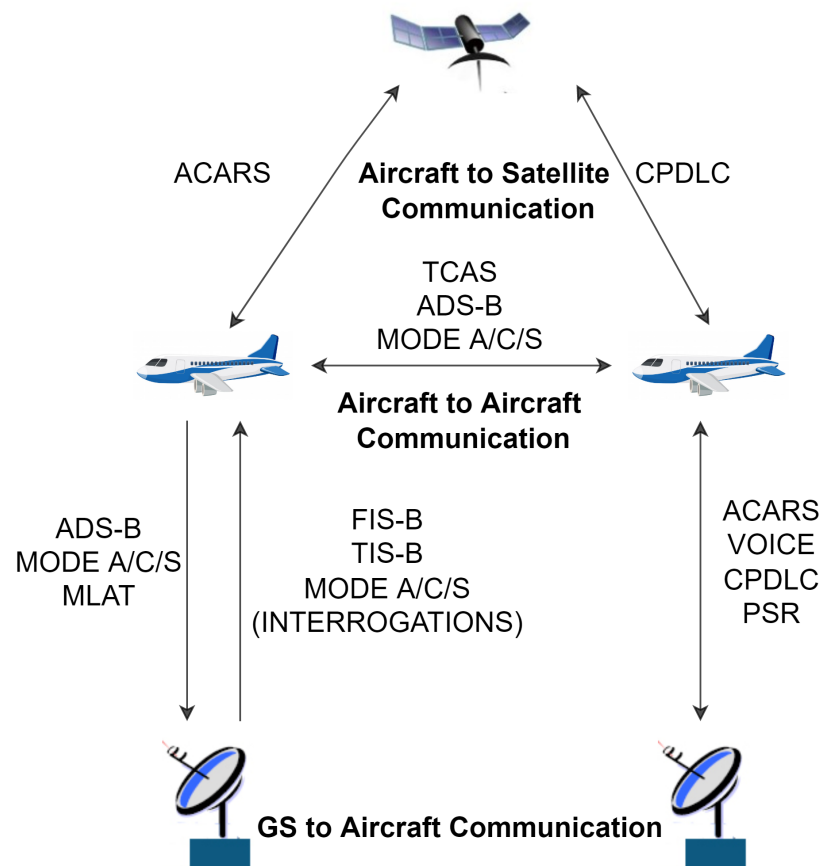 ACARS
Aircraft to Satellite
Communication
CPDLC
TCAS
ADS-B
MODE A/C/S
Aircraft to Aircraft
Communication
ADS-B
MODE A/C/S
MLAT
FIS-B
TIS-B
MODE A/C/S
(INTERROGATIONS)
ACARS
VOICE
CPDLC
PSR
GS to Aircraft Communication